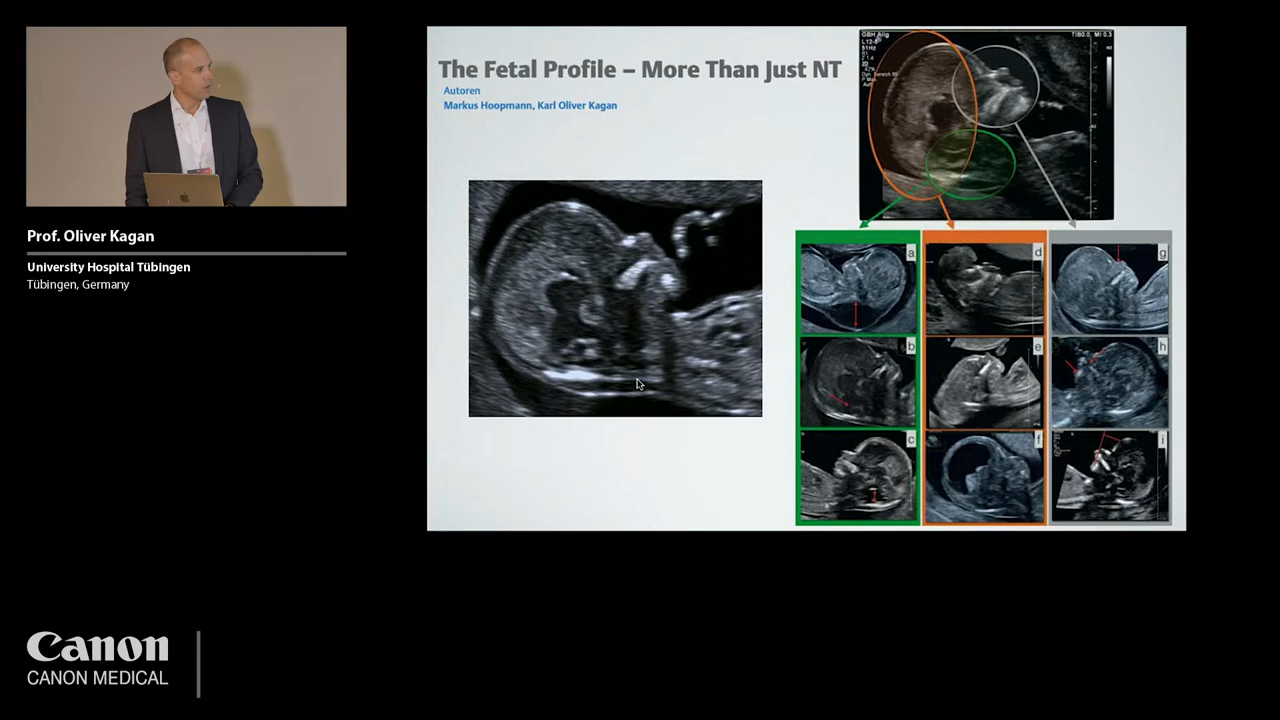 The Fetal Profile – More Than Just NT
Autoren
Markus Hoopmann, Karl Oliver Kagan
a
d
g
b
e
h
c
f
i
Prof. Oliver Kagan
University Hospital Tübingen
Tübingen, Germany
Canon
CANON MEDICAL